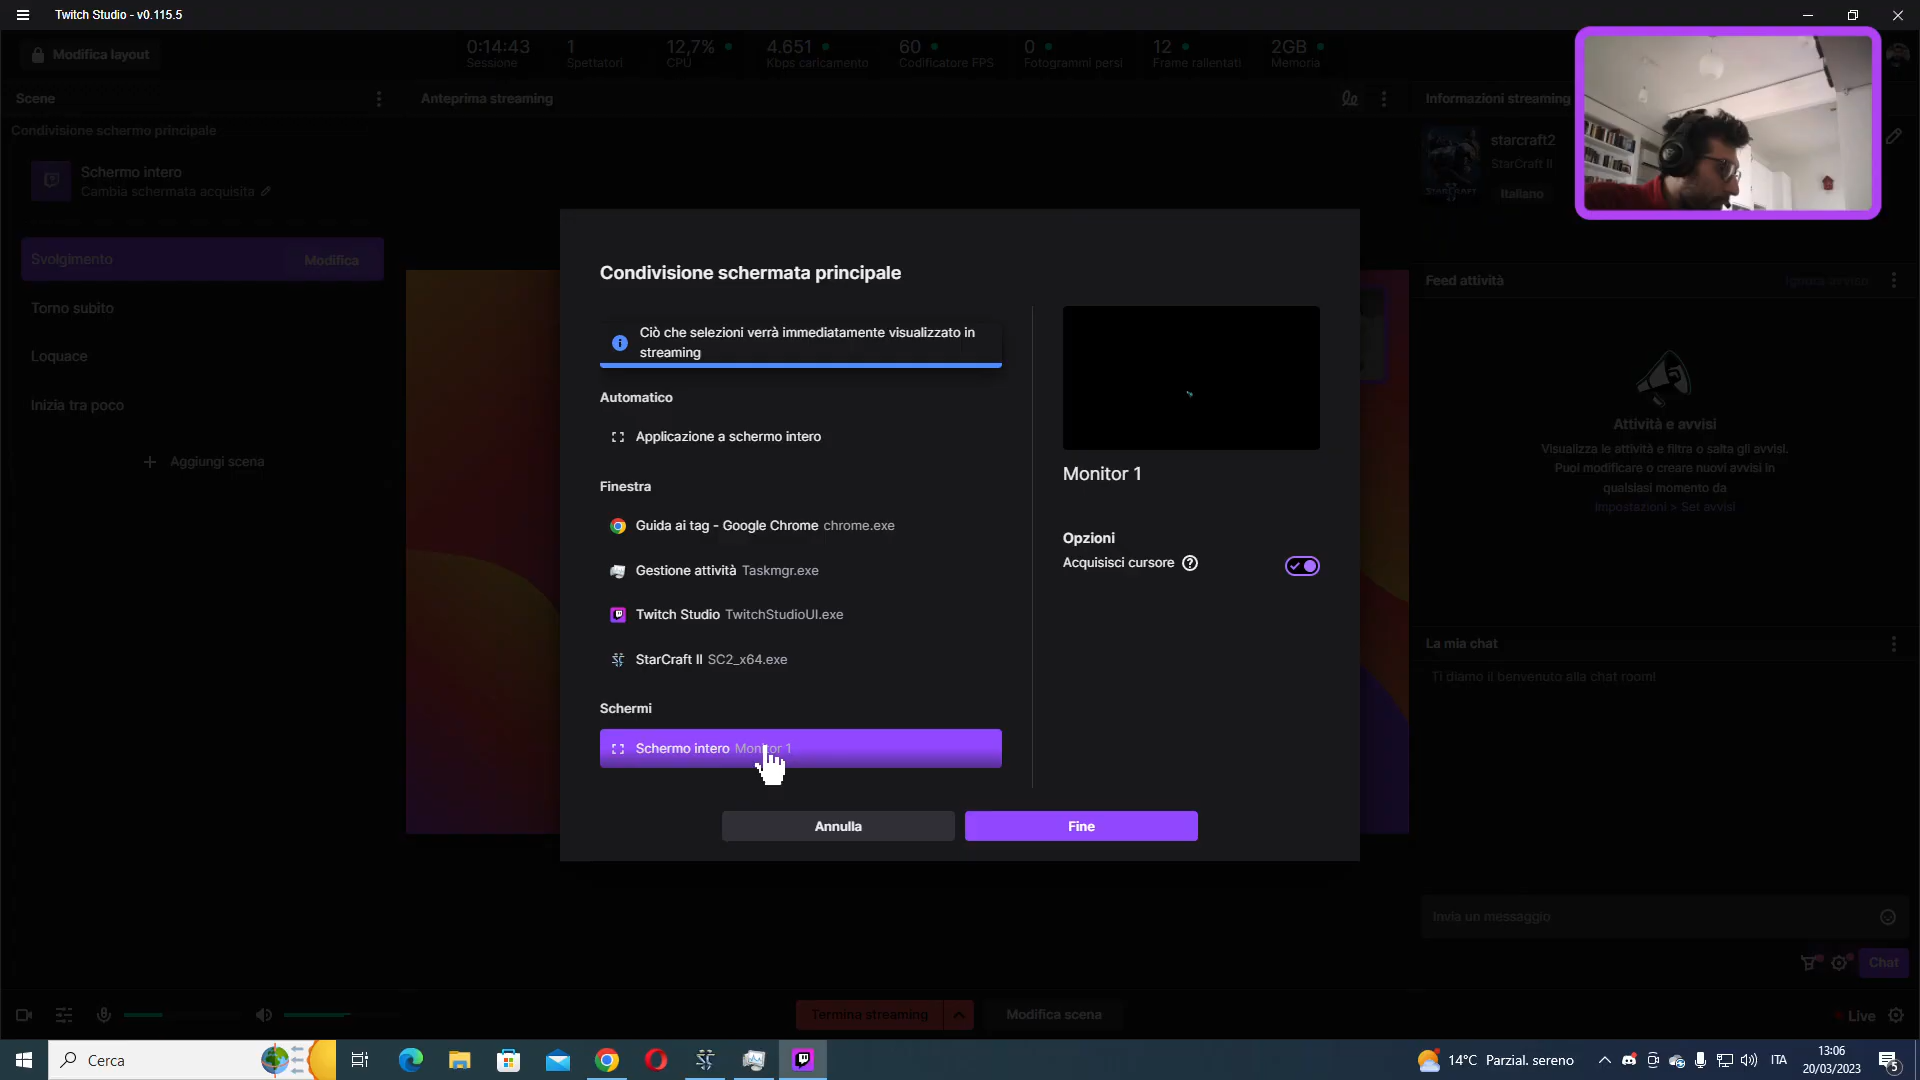 Twitch Studio - v0.115.5
Modifica layout
0:14:43
Sessione
1
Spettatori
12,7%
CPU
4.651
Kbps caricamento
60
Codificatore FPS
0
Fotogrammi persi
12
Frame rallentati
2GB
Memoria
Scene
Anteprima streaming
Informazioni streaming
Condivisione schermo principale
Schermo intero
Cambia schermata acquisita
starcraft2
StarCraft II
Italiano
STARCRAFT
Svolgimento
Modifica
Torno subito
Loquace
Inizia tra poco
Aggiungi scena
Condivisione schermata principale
Ciò che selezioni verrà immediatamente visualizzato in
streaming
Automatico
Applicazione a schermo intero
Finestra
Guida ai tag - Google Chrome chrome.exe
Gestione attività Taskmgr.exe
Twitch Studio TwitchStudioUI.exe
StarCraft II SC2_x64.exe
Schermi
Schermo intero Monitor 1
Monitor 1
Opzioni
Acquisisci cursore
Annulla
Fine
Feed attività
Ignora avvisi
Attività e avvisi
Visualizza le attività e filtra o salta gli avvisi.
Puoi modificare o creare nuovi avvisi in
qualsiasi momento da
Impostazioni > Set avvisi
La mia chat
Ti diamo il benvenuto alla chat room!
Invia un messaggio
Chat
Termina streaming
Modifica scena
Live
Cerca
14°C Parzial. sereno
ITA
13:06
20/03/2023
5